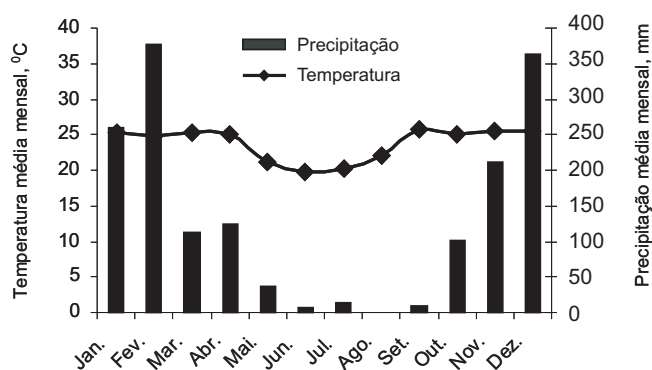 Temperatura média mensal, ⁰C
40
35
30
25
20
15
10
5
0
Precipitação
Temperatura
400
350
300
250
200
150
100
50
0
Precipitação média mensal, mm
Jan.
Fev.
Mar.
Abr.
Mai.
Jun.
Jul.
Ago.
Set.
Out.
Nov.
Dez.